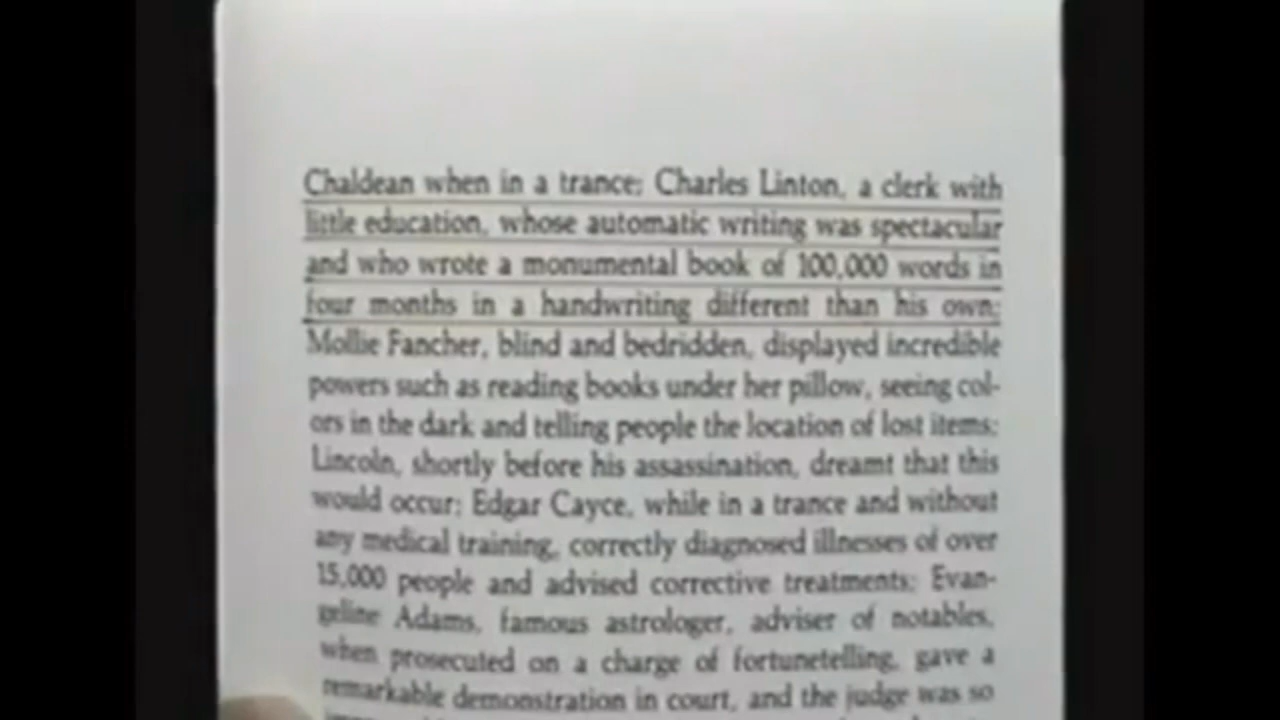 Chaldean when in a trance; Charles Linton, a clerk with
little education, whose automatic writing was spectacular
and who wrote a monumental book of 100,000 words in
four months in a handwriting different than his own;
Mollie Fancher, blind and bedridden, displayed incredible
powers such as reading books under her pillow, seeing col-
ors in the dark and telling people the location of lost items;
Lincoln, shortly before his assassination, dreamt that this
would occur; Edgar Cayce, while in a trance and without
any medical training, correctly diagnosed illnesses of over
15,000 people and advised corrective treatments; Evan-
geline Adams, famous astrologer, adviser of notables,
when prosecuted on a charge of fortunetelling, gave a
remarkable demonstration in court, and the judge was so